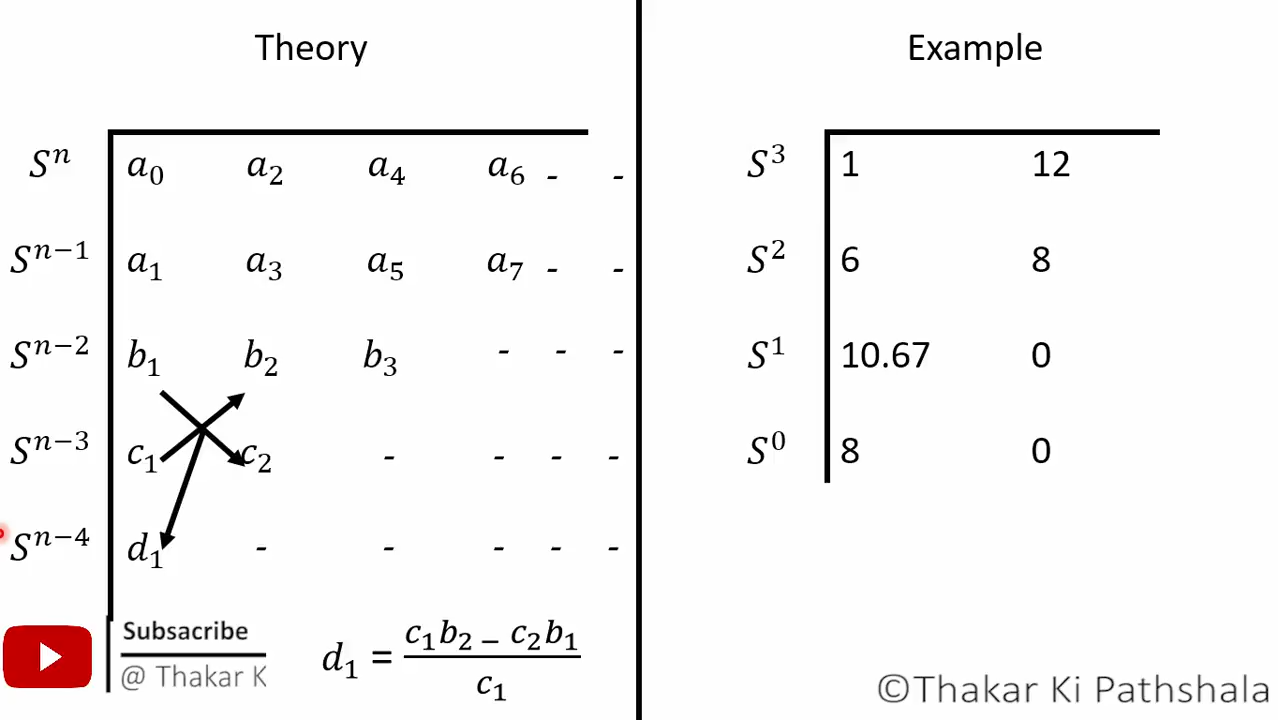 Theory
Sⁿ a₀ a₂ a₄ a₆ - -
Sⁿ⁻¹ a₁ a₃ a₅ a₇ - -
Sⁿ⁻² b₁ b₂ b₃ - - -
Sⁿ⁻³ c₁ c₂ - - - -
Sⁿ⁻⁴ d₁ - - - - -
d₁ = (c₁b₂ – c₂b₁)/c₁
Subsacribe
@ Thakar K
Example
S³ 1 12
S² 6 8
S¹ 10.67 0
S⁰ 8 0
©Thakar Ki Pathshala